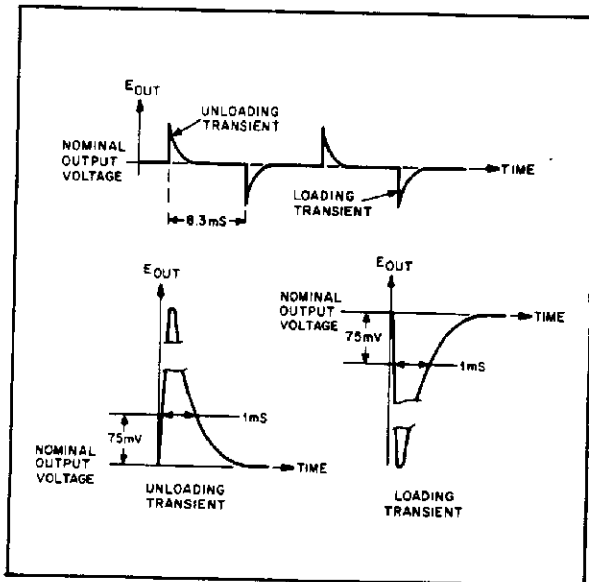 EOUT
UNLOADING
TRANSIENT
NOMINAL
OUTPUT
VOLTAGE
TIME
LOADING
TRANSIENT
8.3mS
EOUT
1mS
75mV
NOMINAL
OUTPUT
VOLTAGE
TIME
UNLOADING
TRANSIENT
EOUT
NOMINAL
OUTPUT
VOLTAGE
TIME
75mV
1mS
LOADING
TRANSIENT